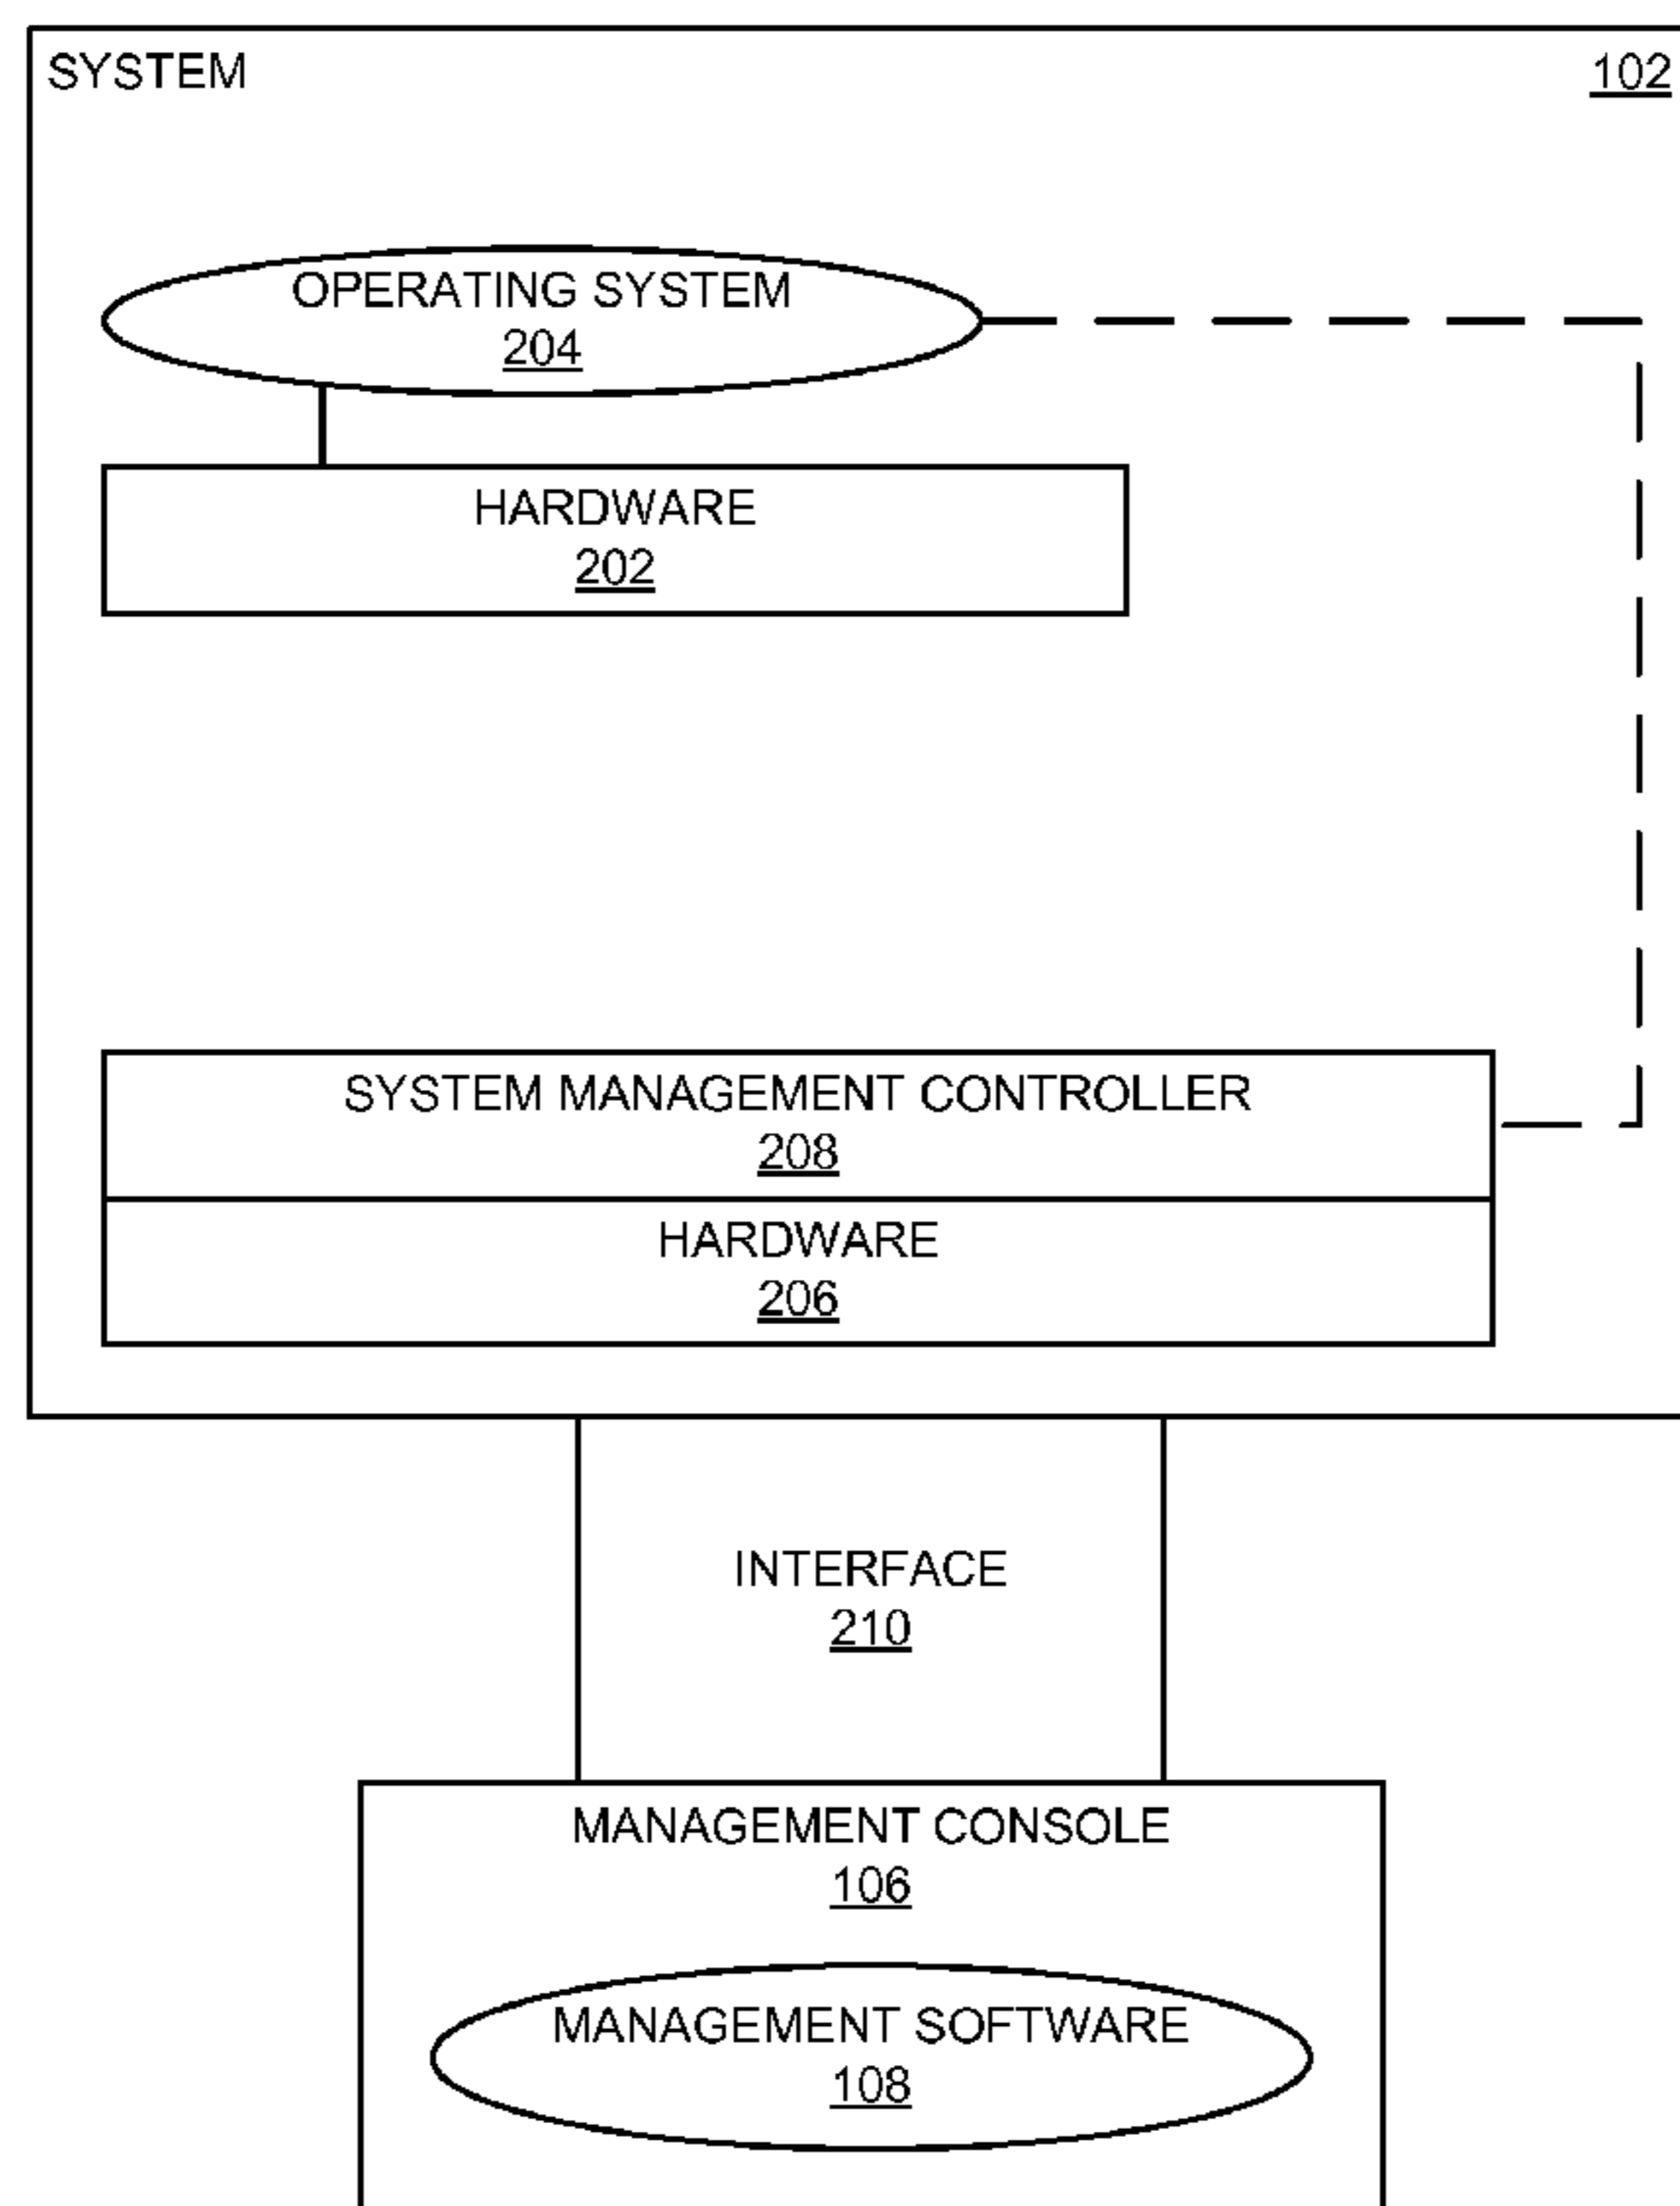 SYSTEM 102
OPERATING SYSTEM
204
HARDWARE
202
SYSTEM MANAGEMENT CONTROLLER
208
HARDWARE
206
INTERFACE
210
MANAGEMENT CONSOLE
106
MANAGEMENT SOFTWARE
108